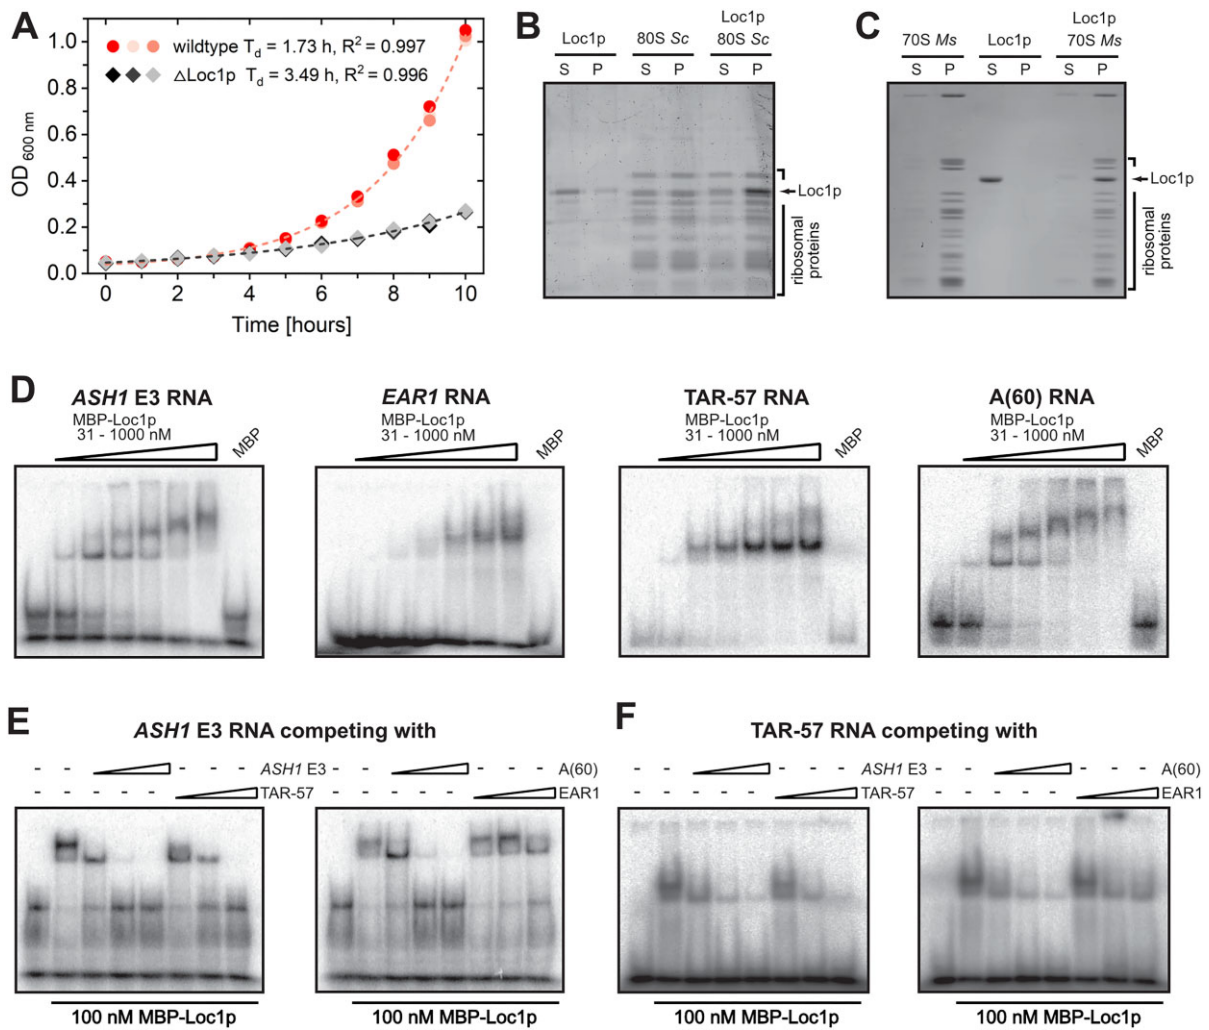 A
1.0
0.8
0.6
0.4
0.2
0.0
OD 600 nm
wildtype Td = 1.73 h, R2 = 0.997
△Loc1p Td = 3.49 h, R2 = 0.996
0 2 4 6 8 10
Time [hours]
B
Loc1p
Loc1p 80S Sc 80S Sc
S P S P S P
Loc1p
ribosomal
proteins
C
Loc1p
70S Ms Loc1p 70S Ms
S P S P S P
Loc1p
ribosomal
proteins
D
ASH1 E3 RNA
MBP-Loc1p
31 - 1000 nM
MBP
EAR1 RNA
MBP-Loc1p
31 - 1000 nM
MBP
TAR-57 RNA
MBP-Loc1p
31 - 1000 nM
MBP
A(60) RNA
MBP-Loc1p
31 - 1000 nM
MBP
E
ASH1 E3 RNA competing with
- - - - - ASH1 E3 - - - - - A(60)
- - - - - TAR-57 - - - - - EAR1
100 nM MBP-Loc1p
100 nM MBP-Loc1p
F
TAR-57 RNA competing with
- - - - - ASH1 E3 - - - - - A(60)
- - - - - TAR-57 - - - - - EAR1
100 nM MBP-Loc1p
100 nM MBP-Loc1p